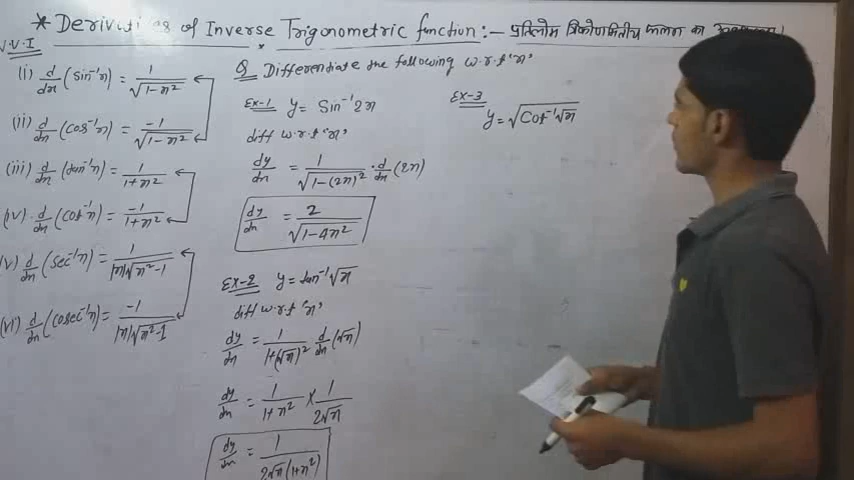 * Derivati es of Inverse Trigonometric function :- प्रतिलोम त्रिकोणमितीय फलन का
V.V.I
(i) d/dx (sin⁻¹x) = 1/√(1-x²)
(ii) d/dx (cos⁻¹x) = -1/√(1-x²)
(iii) d/dx (tan⁻¹x) = 1/(1+x²)
(iv) d/dx (cot⁻¹x) = -1/(1+x²)
(v) d/dx (sec⁻¹x) = 1/(|x|√(x²-1))
(vi) d/dx (cosec⁻¹x) = -1/(|x|√(x²-1))
Q Differentiate the following w.r.t 'x'
Ex-1 y = Sin⁻¹2x
diff w.r.t 'x'
dy/dx = 1/√(1-(2x)²) · d/dx (2x)
dy/dx = 2/√(1-4x²)
Ex-2 y = tan⁻¹√x
diff w.r.t 'x'
dy/dx = 1/(1+(√x)²) d/dx (√x)
dy/dx = 1/(1+x²) × 1/(2√x)
dy/dx = 1/(2√x(1+x²))
Ex-3
y = √(Cot⁻¹√x)